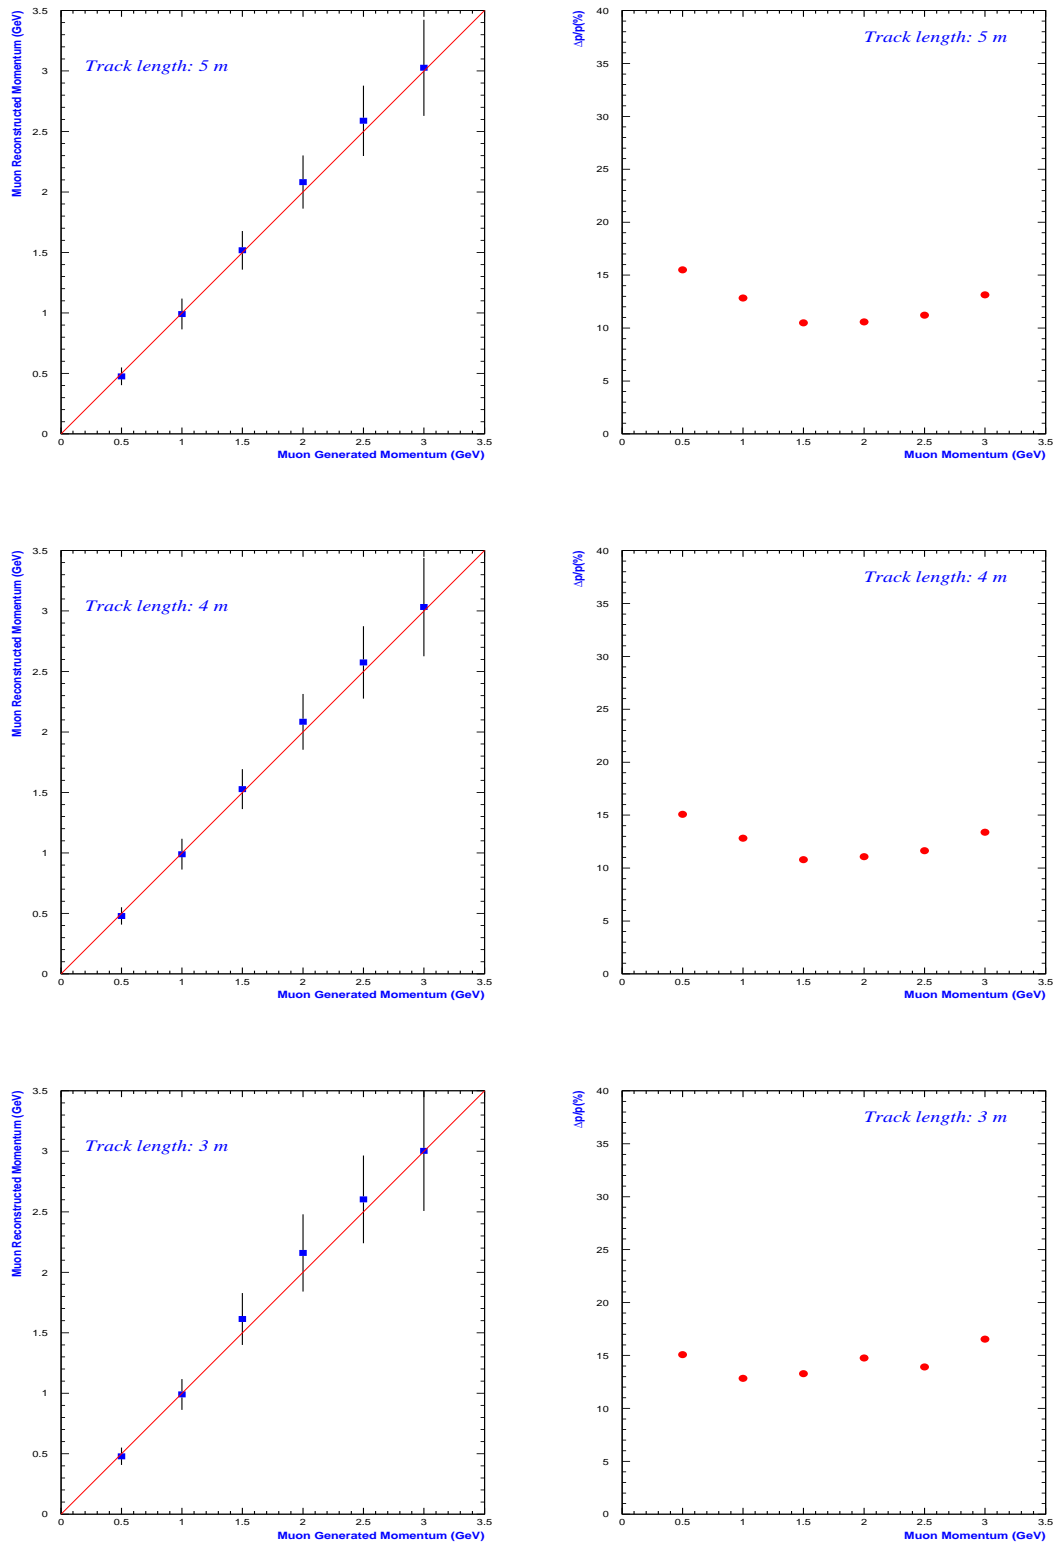 Muon Reconstructed Momentum (GeV)
3.5
3
2.5
2
1.5
1
0.5
0
Track length: 5 m
0 0.5 1 1.5 2 2.5 3 3.5
Muon Generated Momentum (GeV)
Δp/p(%)
40
35
30
25
20
15
10
5
0
Track length: 5 m
0 0.5 1 1.5 2 2.5 3 3.5
Muon Momentum (GeV)
Muon Reconstructed Momentum (GeV)
3.5
3
2.5
2
1.5
1
0.5
0
Track length: 4 m
0 0.5 1 1.5 2 2.5 3 3.5
Muon Generated Momentum (GeV)
Δp/p(%)
40
35
30
25
20
15
10
5
0
Track length: 4 m
0 0.5 1 1.5 2 2.5 3 3.5
Muon Momentum (GeV)
Muon Reconstructed Momentum (GeV)
3.5
3
2.5
2
1.5
1
0.5
0
Track length: 3 m
0 0.5 1 1.5 2 2.5 3 3.5
Muon Generated Momentum (GeV)
Δp/p(%)
40
35
30
25
20
15
10
5
0
Track length: 3 m
0 0.5 1 1.5 2 2.5 3 3.5
Muon Momentum (GeV)